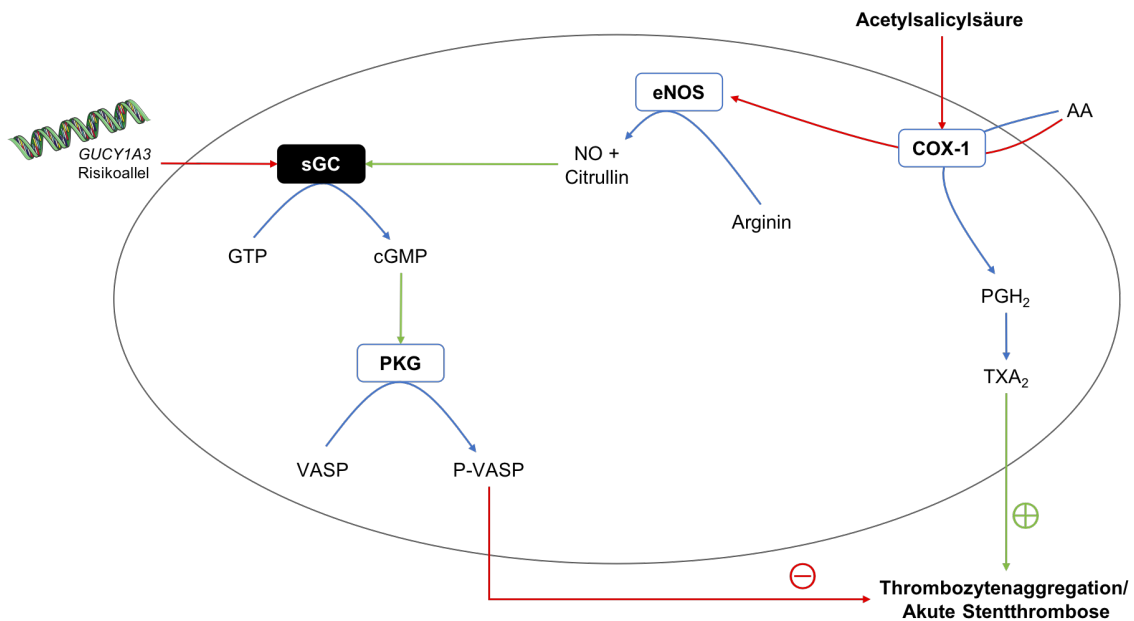 Acetylsalicylsäure
eNOS
AA
COX-1
GUCY1A3
Risikoallel
sGC
NO +
Citrullin
Arginin
GTP
cGMP
PGH₂
PKG
TXA₂
VASP
P-VASP
Thrombozytenaggregation/
Akute Stentthrombose